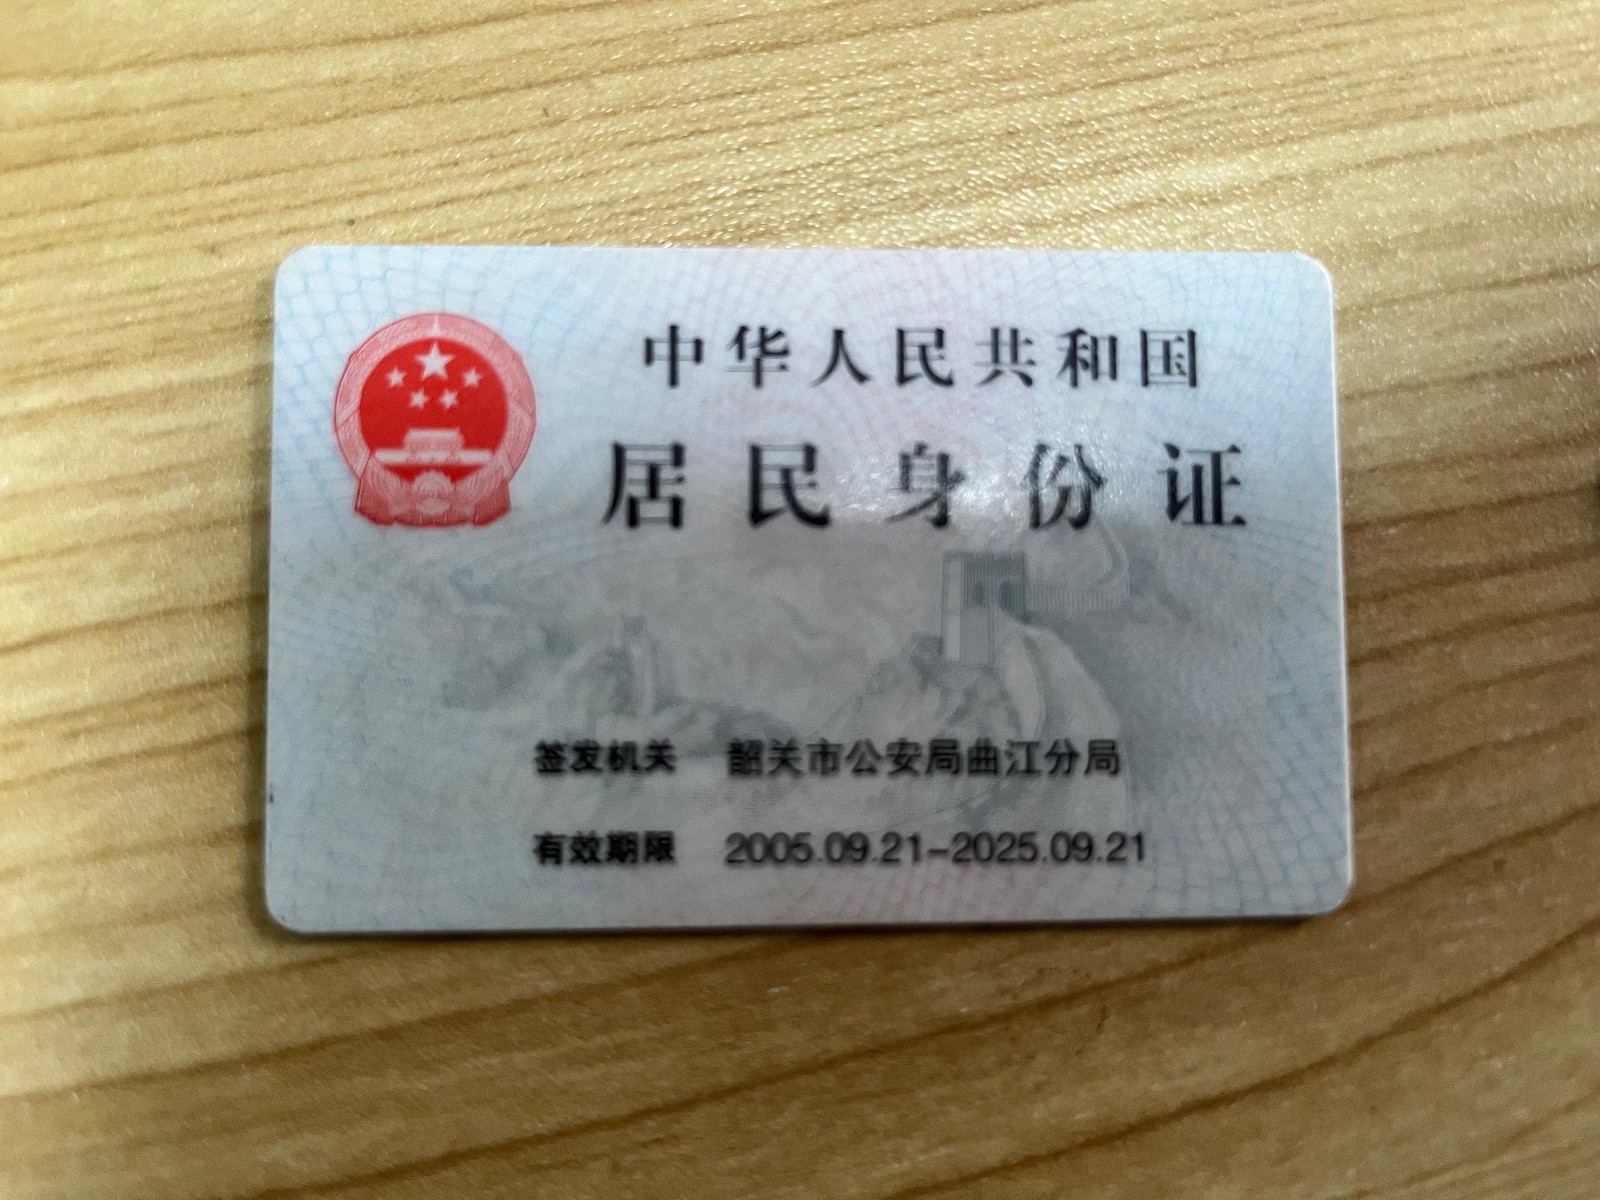 中华人民共和国
居民身份证
签发机关 韶关市公安局曲江分局
有效期限 2005.09.21-2025.09.21